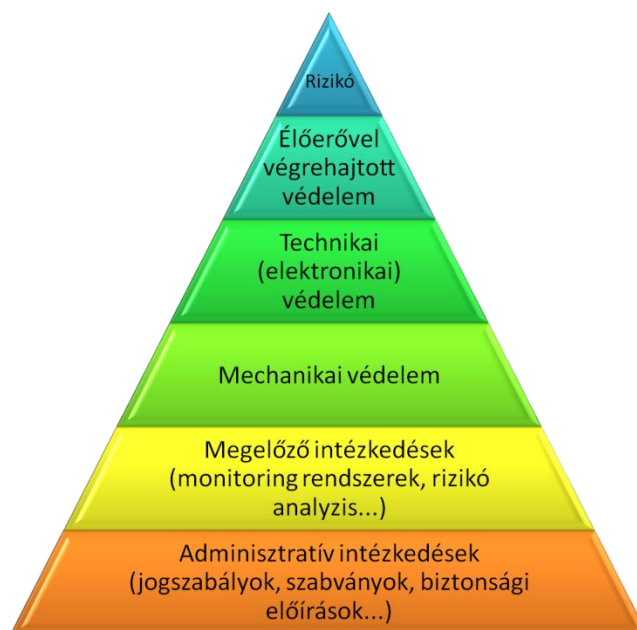 Rizikó
Élőerővel
végrehajtott
védelem
Technikai
(elektronikai)
védelem
Mechanikai védelem
Megelőző intézkedések
(monitoring rendszerek, rizikó
analyzis...)
Adminisztratív intézkedések
(jogszabályok, szabványok, biztonsági
előírások...)